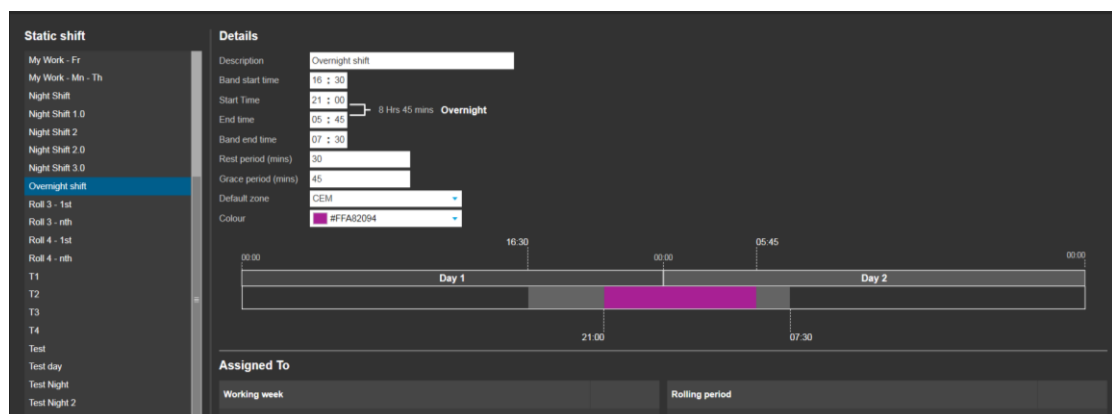 Static shift
My Work - Fr
My Work - Mn - Th
Night Shift
Night Shift 1.0
Night Shift 2
Night Shift 2.0
Night Shift 3.0
Overnight shift
Roll 3 - 1st
Roll 3 - nth
Roll 4 - 1st
Roll 4 - nth
T1
T2
T3
T4
Test
Test day
Test Night
Test Night 2
Details
Description Overnight shift
Band start time 16 : 30
Start Time 21 : 00
8 Hrs 45 mins Overnight
End time 05 : 45
Band end time 07 : 30
Rest period (mins) 30
Grace period (mins) 45
Default zone CEM
Colour #FFA82094
16:30 05:45
00:00 00:00 00:00
Day 1 Day 2
21:00 07:30
Assigned To
Working week Rolling period